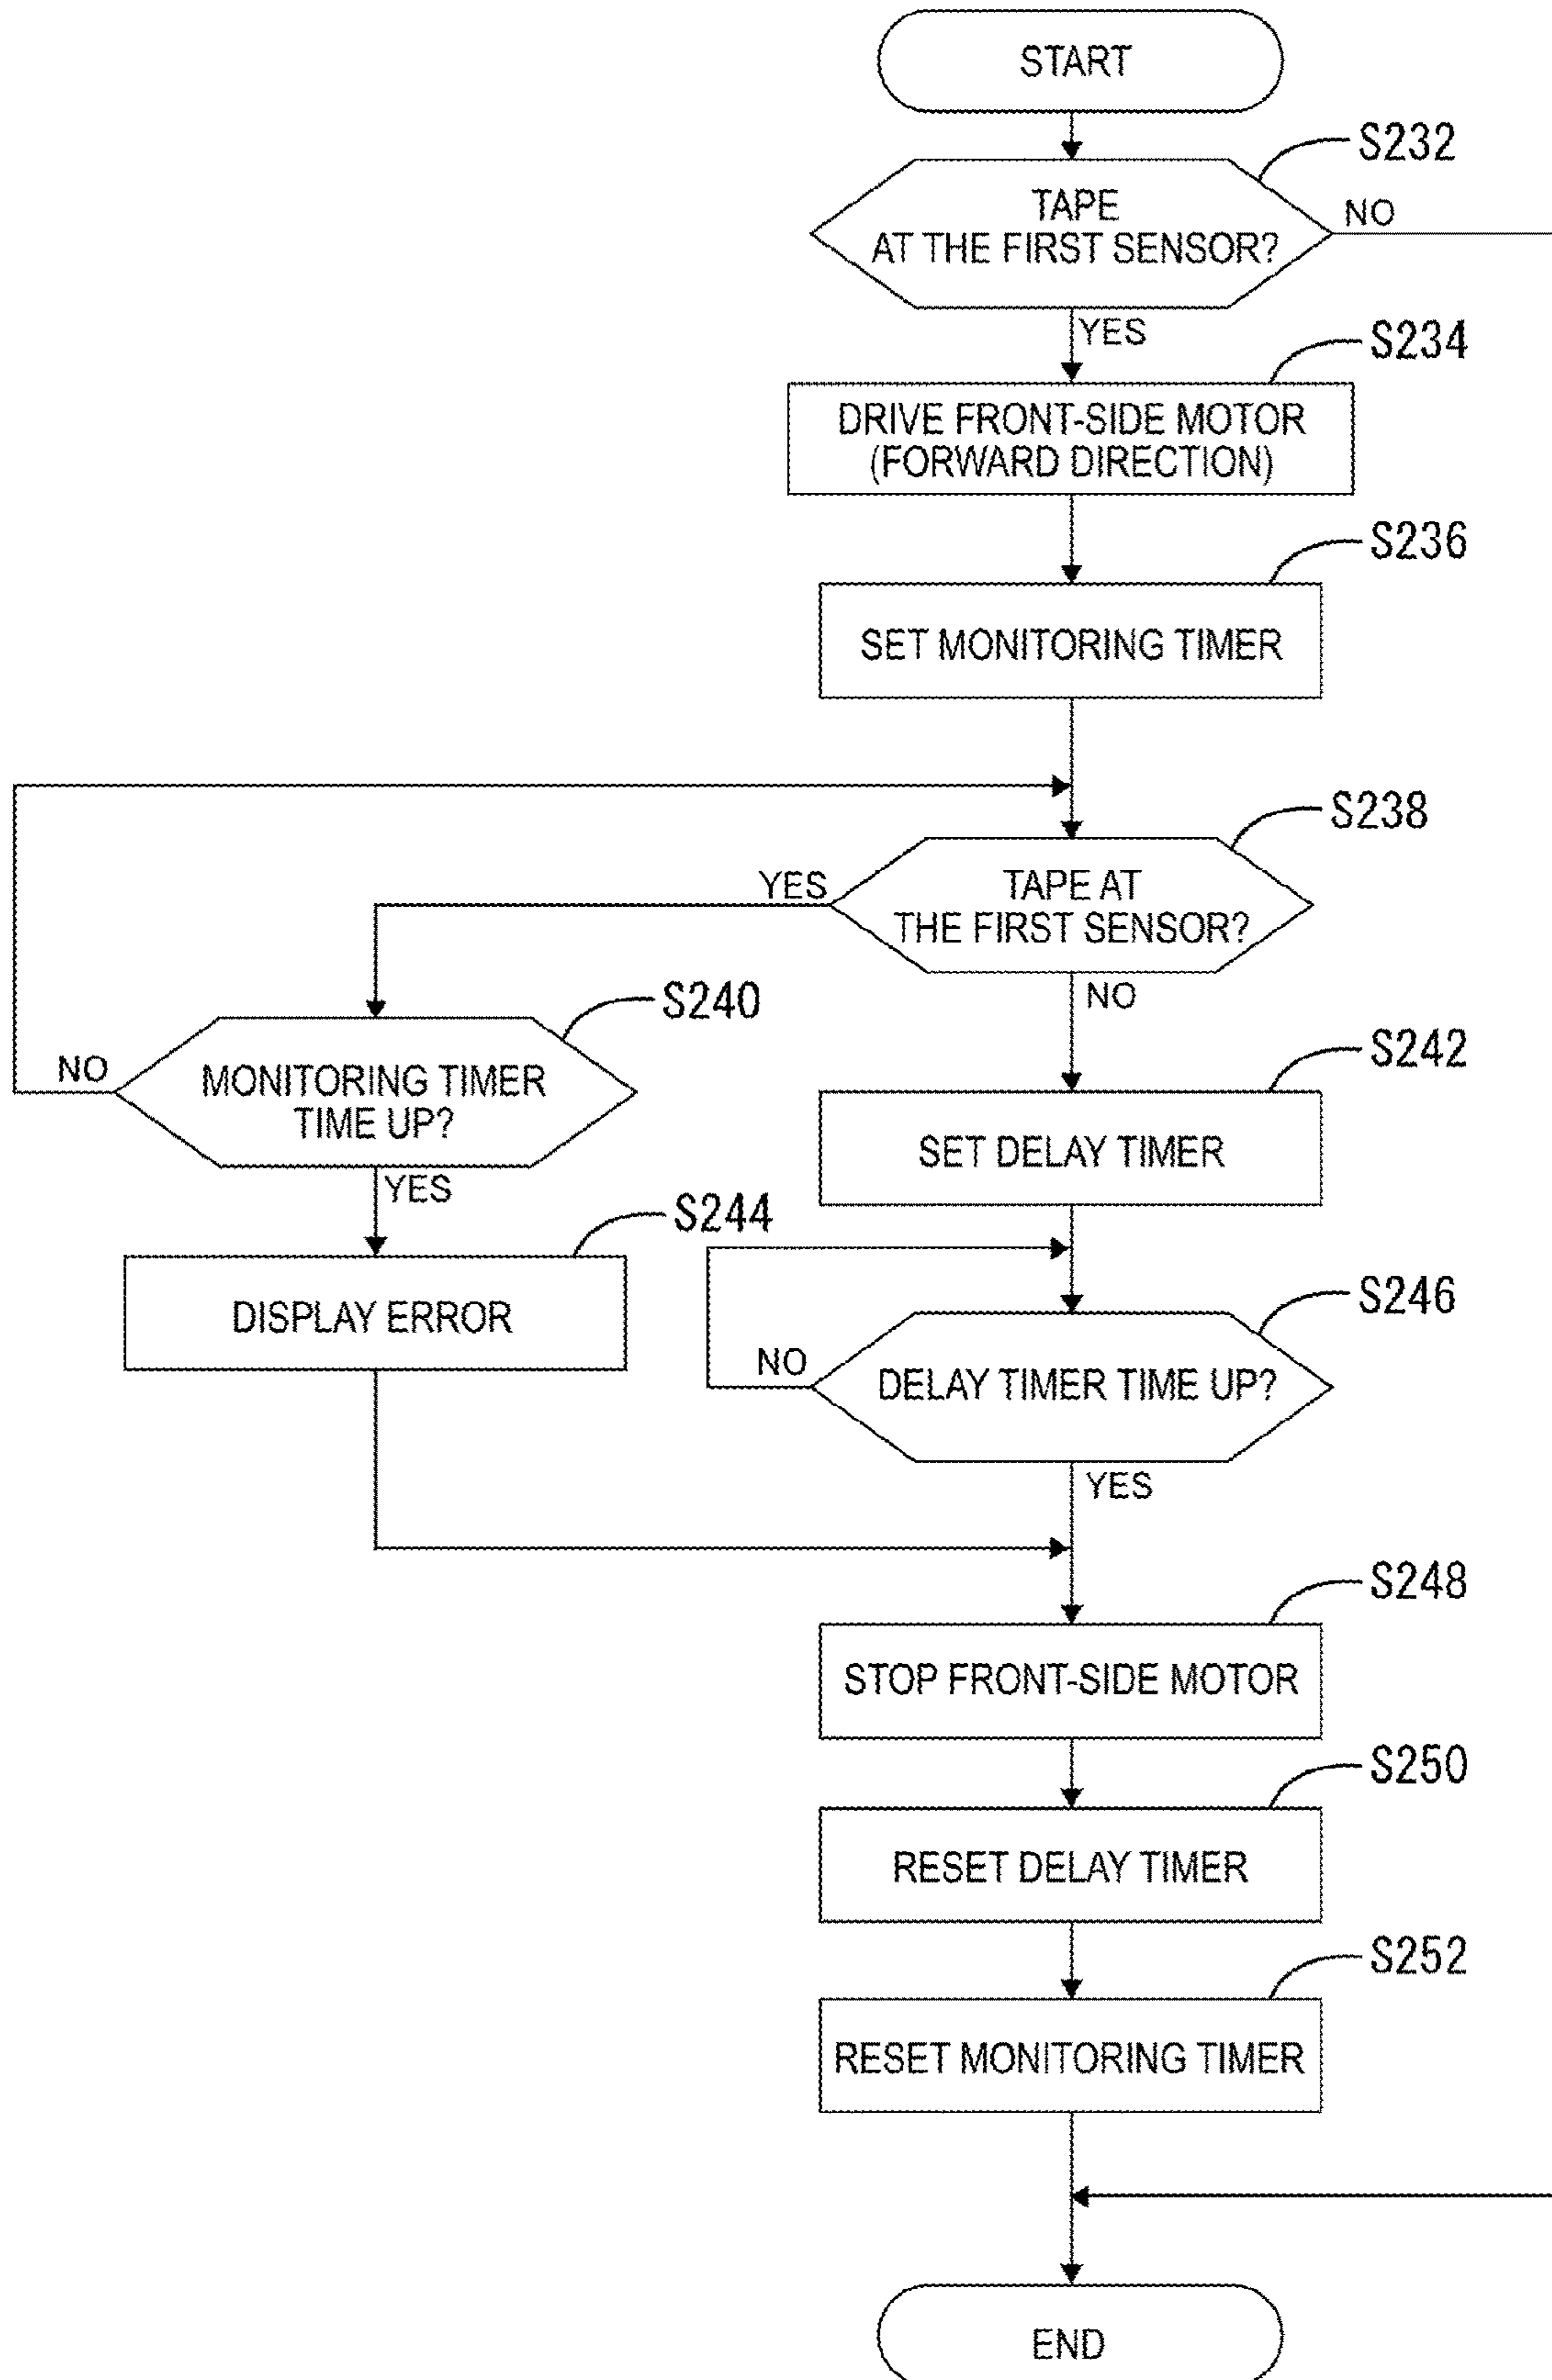 START
S232
TAPE
AT THE FIRST SENSOR?
NO
YES
S234
DRIVE FRONT-SIDE MOTOR
(FORWARD DIRECTION)
S236
SET MONITORING TIMER
S238
YES
TAPE AT
THE FIRST SENSOR?
NO
S240
NO
MONITORING TIMER
TIME UP?
YES
S242
SET DELAY TIMER
S244
DISPLAY ERROR
S246
NO
DELAY TIMER TIME UP?
YES
S248
STOP FRONT-SIDE MOTOR
S250
RESET DELAY TIMER
S252
RESET MONITORING TIMER
END